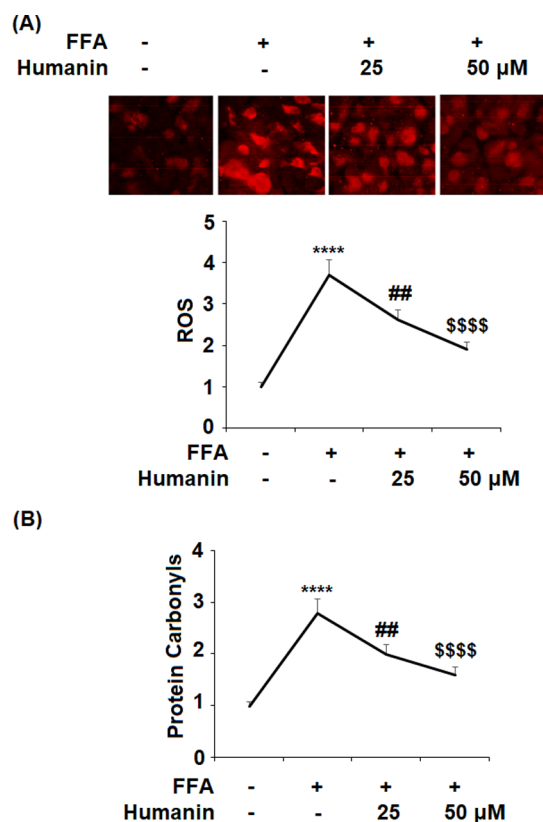 (A)
FFA - + + +
Humanin - - 25 50 µM
5
4
3
2
1
0
ROS
****
##
$$$$
FFA - + + +
Humanin - - 25 50 µM
(B)
4
3
2
1
0
Protein Carbonyls
****
##
$$$$
FFA - + + +
Humanin - - 25 50 µM